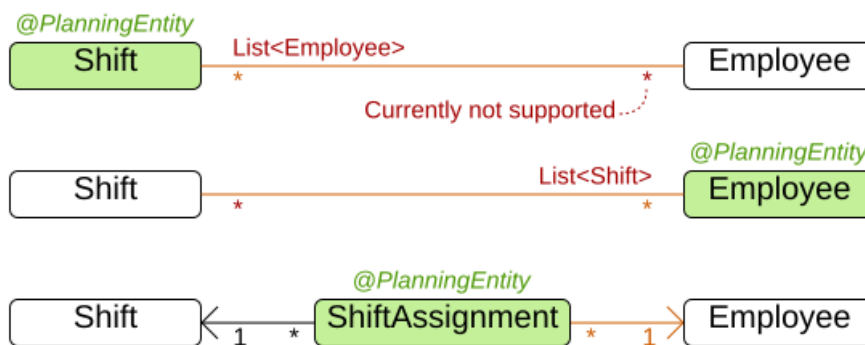 @PlanningEntity
Shift
List<Employee>
Employee
*
*
Currently not supported
@PlanningEntity
Shift
List<Shift>
Employee
*
*
@PlanningEntity
Shift
ShiftAssignment
Employee
1
*
*
1